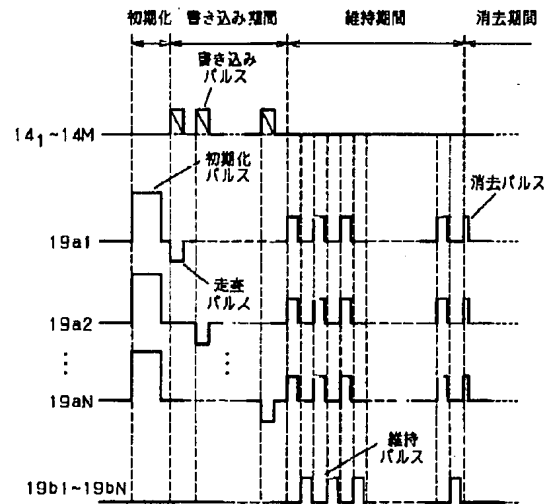 初期化 書き込み期間 維持期間 消去期間
書き込み
パルス
14₁~14M
初期化
パルス
消去パルス
19a1
走査
パルス
19a2
⋮ ⋮
19aN
維持
パルス
19b1~19bN